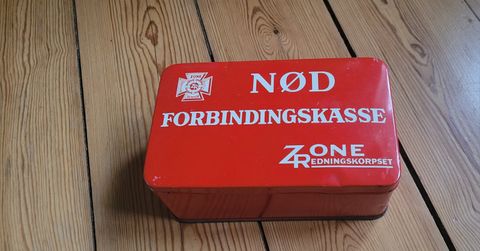 NØD
FORBINDINGSKASSE
ZONE
REDNINGSKORPSET